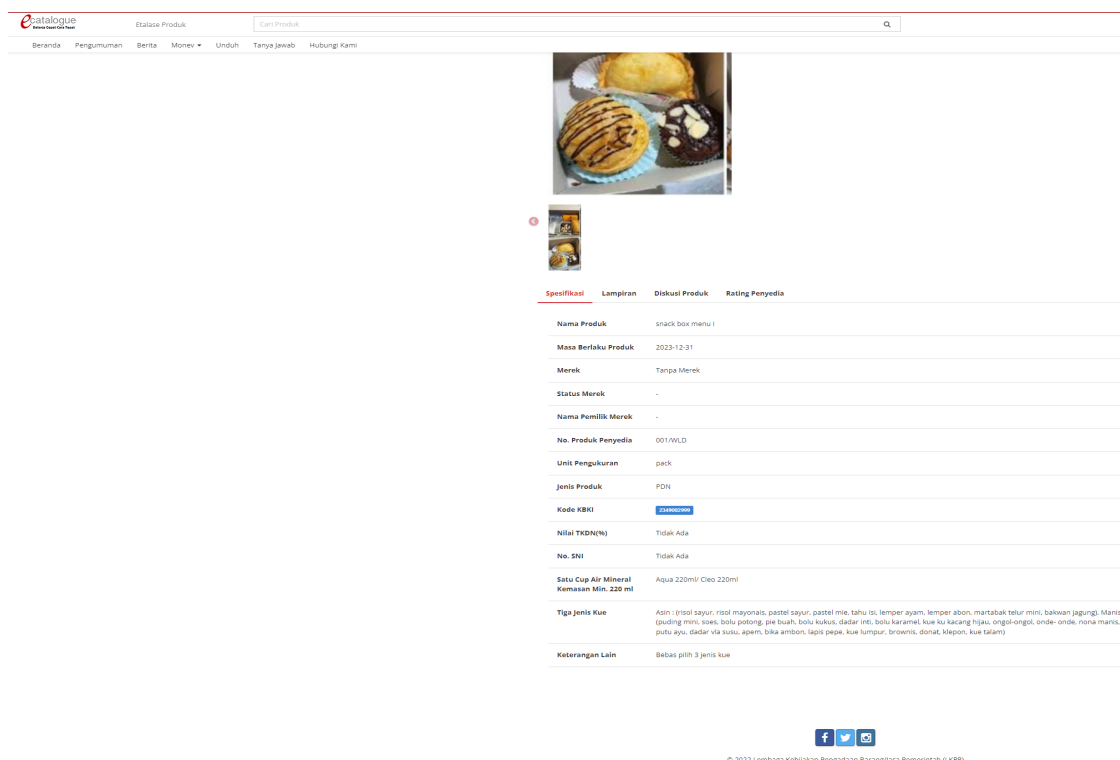 ecatalogue
Etalase Produk
Cari Produk
Beranda Pengumuman Berita Monev Unduh Tanya Jawab Hubungi Kami
Spesifikasi Lampiran Diskusi Produk Rating Penyedia
Nama Produk snack box menu I
Masa Berlaku Produk 2023-12-31
Merek Tanpa Merek
Status Merek -
Nama Pemilik Merek -
No. Produk Penyedia 001/WLD
Unit Pengukuran pack
Jenis Produk PDN
Kode KBKI 2349002999
Nilai TKDN(%) Tidak Ada
No. SNI Tidak Ada
Satu Cup Air Mineral Aqua 220ml/ Cleo 220ml
Kemasan Min. 220 ml
Tiga Jenis Kue Asin : (risol sayur, risol mayonais, pastel sayur, pastel mie, tahu isi, lemper ayam, lemper abon, martabak telur mini, bakwan jagung). Manis
(puding mini, soes, bolu potong, pie buah, bolu kukus, dadar inti, bolu karamel, kue ku kacang hijau, ongol-ongol, onde- onde, nona manis,
putu ayu, dadar vla susu, apem, bika ambon, lapis pepe, kue lumpur, brownis, donat, klepon, kue talam)
Keterangan Lain Bebas pilih 3 jenis kue
© 2022 Lembaga Kebijakan Pengadaan Barang/Jasa Pemerintah (LKPP)